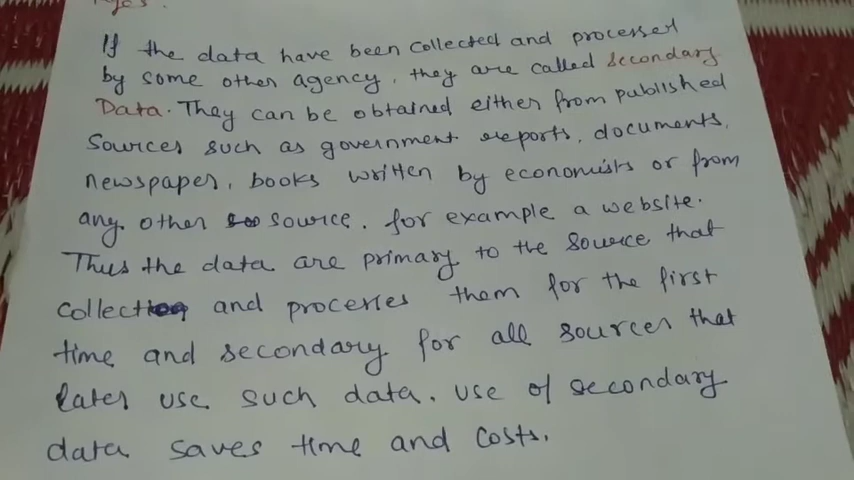 If the data have been collected and processed
by some other agency, they are called Secondary
Data. They can be obtained either from published
Sources such as government reports, documents,
newspaper, books written by economists or from
any other source. for example a website.
Thus the data are primary to the source that
collect and processes them for the first
time and secondary for all sources that
later use such data. use of secondary
data saves time and costs.